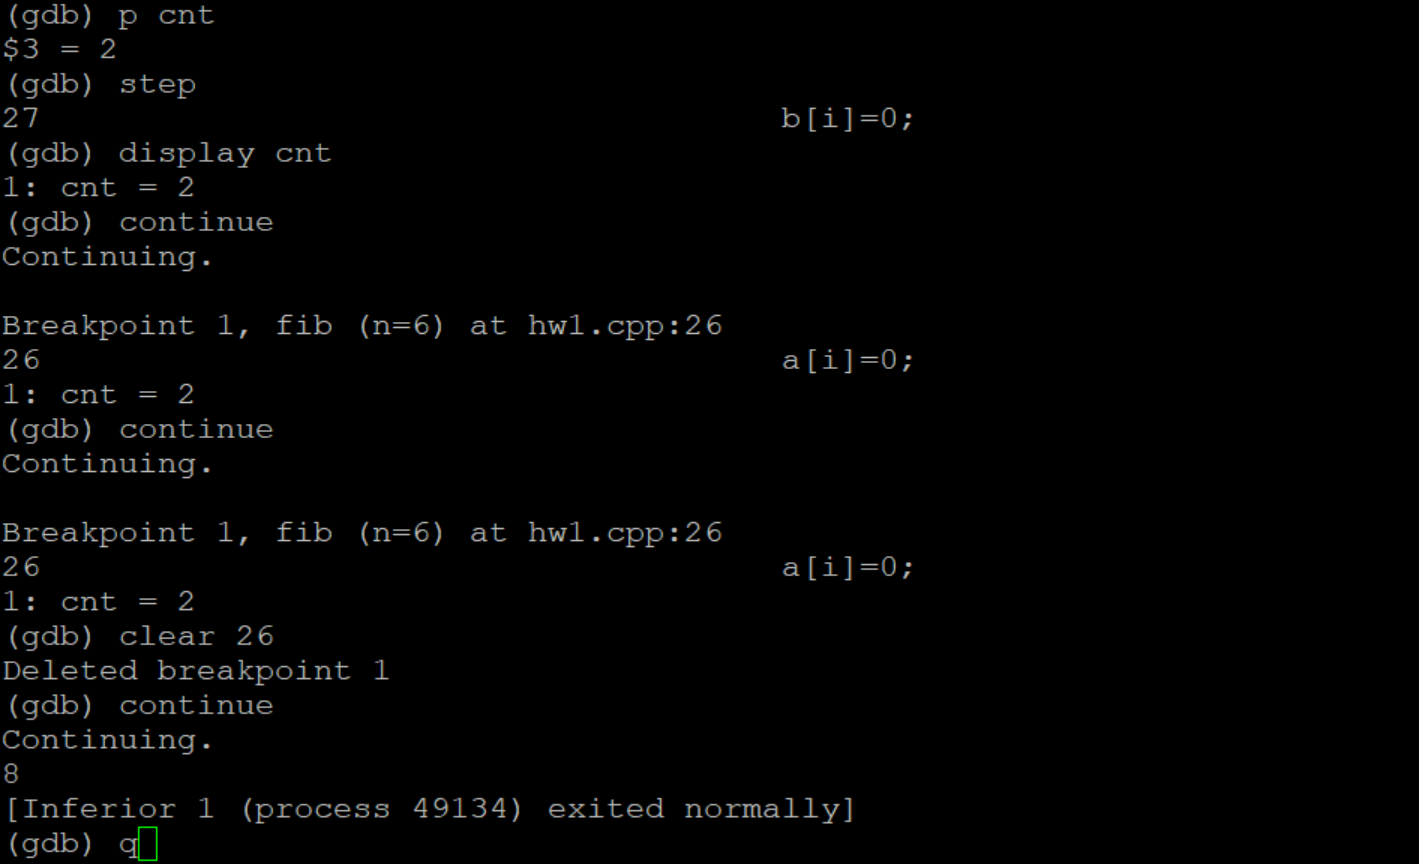 (gdb) p cnt
$3 = 2
(gdb) step
27 b[i]=0;
(gdb) display cnt
1: cnt = 2
(gdb) continue
Continuing.
Breakpoint 1, fib (n=6) at hw1.cpp:26
26 a[i]=0;
1: cnt = 2
(gdb) continue
Continuing.
Breakpoint 1, fib (n=6) at hw1.cpp:26
26 a[i]=0;
1: cnt = 2
(gdb) clear 26
Deleted breakpoint 1
(gdb) continue
Continuing.
8
[Inferior 1 (process 49134) exited normally]
(gdb) q